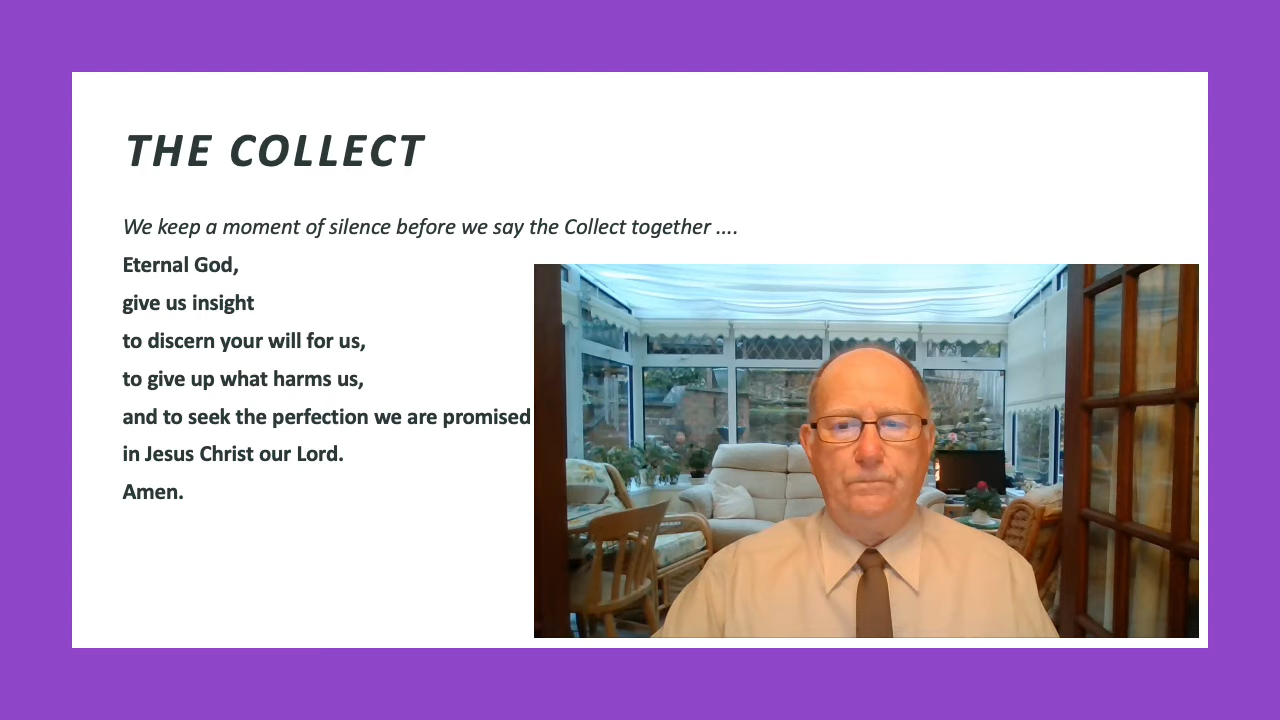 THE COLLECT
We keep a moment of silence before we say the Collect together ....
Eternal God,
give us insight
to discern your will for us,
to give up what harms us,
and to seek the perfection we are promised
in Jesus Christ our Lord.
Amen.